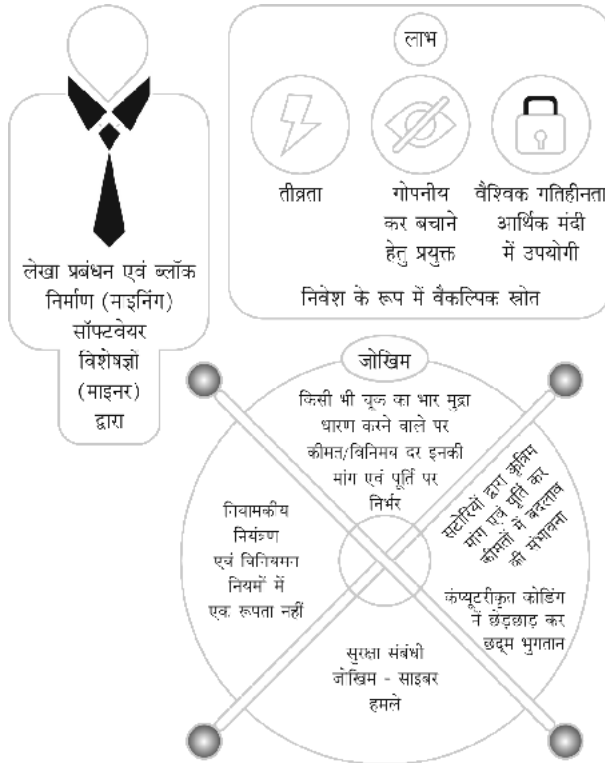 लेखा प्रबंधन एवं ब्लॉक
निर्माण (माइनिंग)
सॉफ्टवेयर
विशेषज्ञों
(माइनर)
द्वारा
लाभ
तीव्रता
गोपनीय
कर बचाने
हेतु प्रयुक्त
वैश्विक गतिहीनता
आर्थिक मंदी
में उपयोगी
निवेश के रूप में वैकल्पिक स्रोत
जोखिम
किसी भी चूक का भार मुद्रा
धारण करने वाले पर
कीमत/विनिमय दर इनकी
मांग एवं पूर्ति पर
निर्भर
नियामकीय
नियंत्रण
एवं विनियमन
नियमों में
एक रूपता नहीं
सटोरियों द्वारा कृत्रिम
मांग एवं पूर्ति कर
कीमतों में बदलाव
की संभावना
कंप्यूटरीकृत कोडिंग
में छेड़छाड़ कर
छद्म भुगतान
सुरक्षा संबंधी
जोखिम - साइबर
हमले